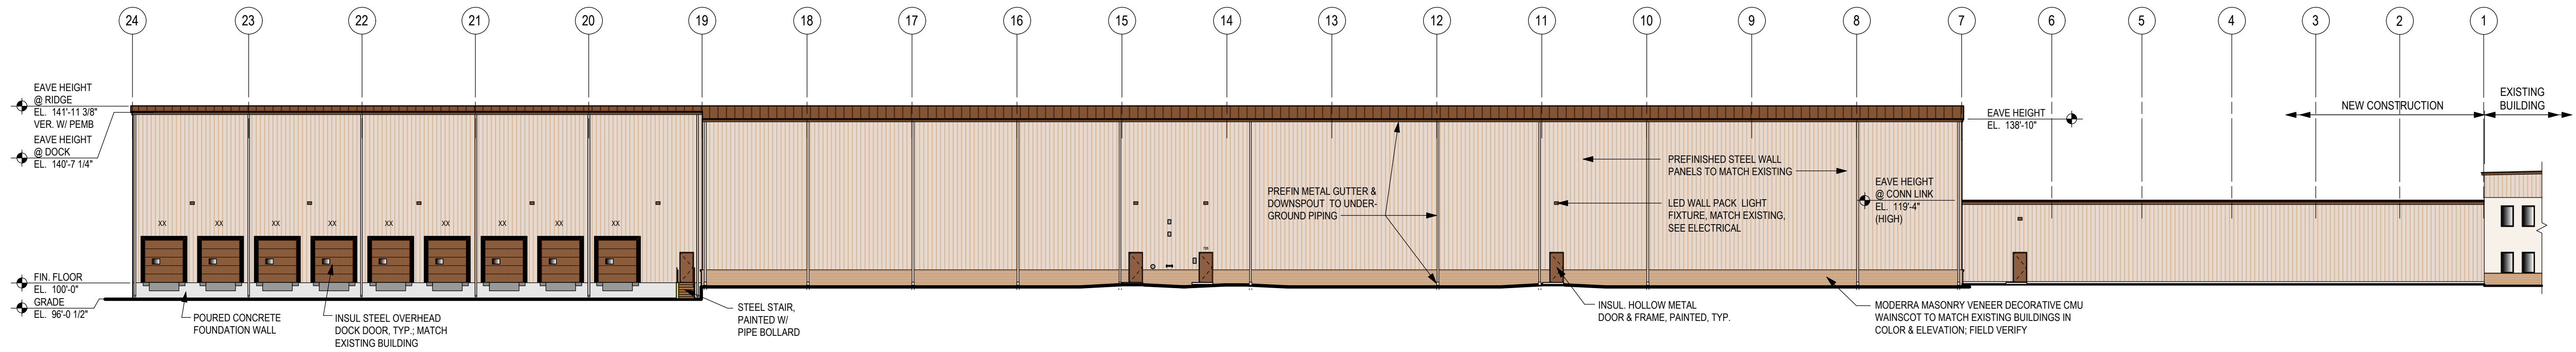 24 23 22 21 20 19 18 17 16 15 14 13 12 11 10 9 8 7 6 5 4 3 2 1
EAVE HEIGHT
@ RIDGE
EL. 141'-11 3/8"
VER. W/ PEMB
EAVE HEIGHT
@ DOCK
EL. 140'-7 1/4"
FIN. FLOOR
EL. 100'-0"
GRADE
EL. 96'-0 1/2"
XX XX XX XX XX XX XX XX XX
POURED CONCRETE
FOUNDATION WALL
INSUL STEEL OVERHEAD
DOCK DOOR, TYP.; MATCH
EXISTING BUILDING
STEEL STAIR,
PAINTED W/
PIPE BOLLARD
PREFIN METAL GUTTER &
DOWNSPOUT TO UNDER-
GROUND PIPING
PREFINISHED STEEL WALL
PANELS TO MATCH EXISTING
LED WALL PACK LIGHT
FIXTURE, MATCH EXISTING,
SEE ELECTRICAL
INSUL. HOLLOW METAL
DOOR & FRAME, PAINTED, TYP.
EAVE HEIGHT
@ CONN LINK
EL. 119'-4"
(HIGH)
MODERRA MASONRY VENEER DECORATIVE CMU
WAINSCOT TO MATCH EXISTING BUILDINGS IN
COLOR & ELEVATION; FIELD VERIFY
EAVE HEIGHT
EL. 138'-10"
NEW CONSTRUCTION
EXISTING
BUILDING